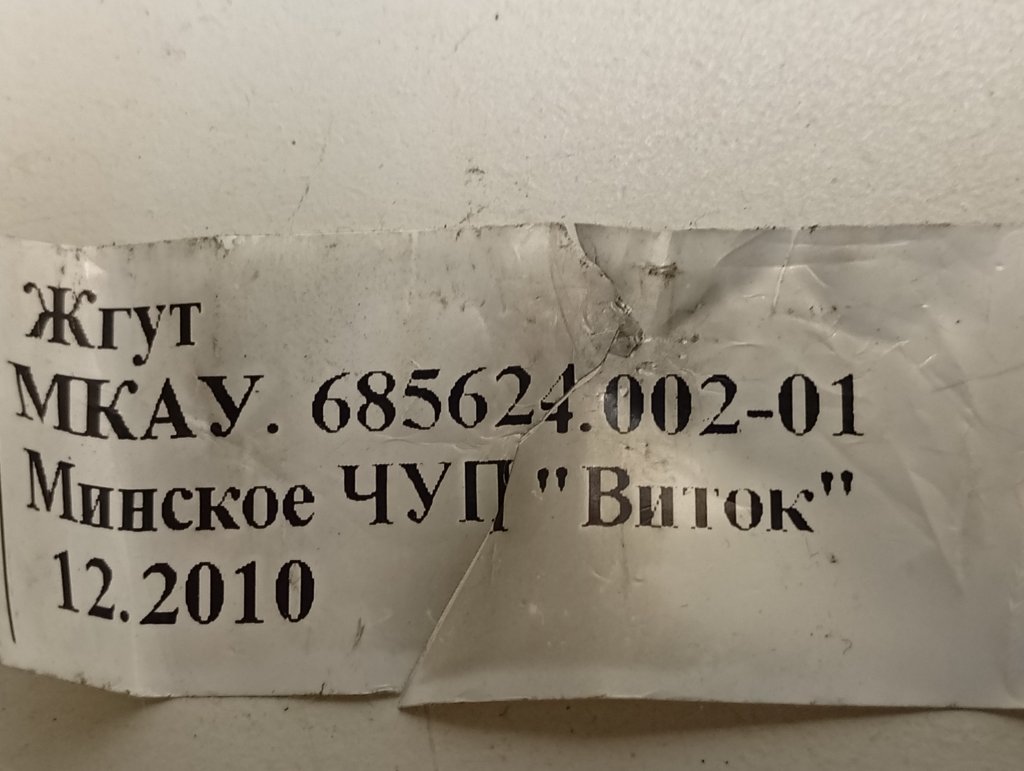 Жгут
МКАУ. 685624.002-01
Минское ЧУП "Виток"
12.2010